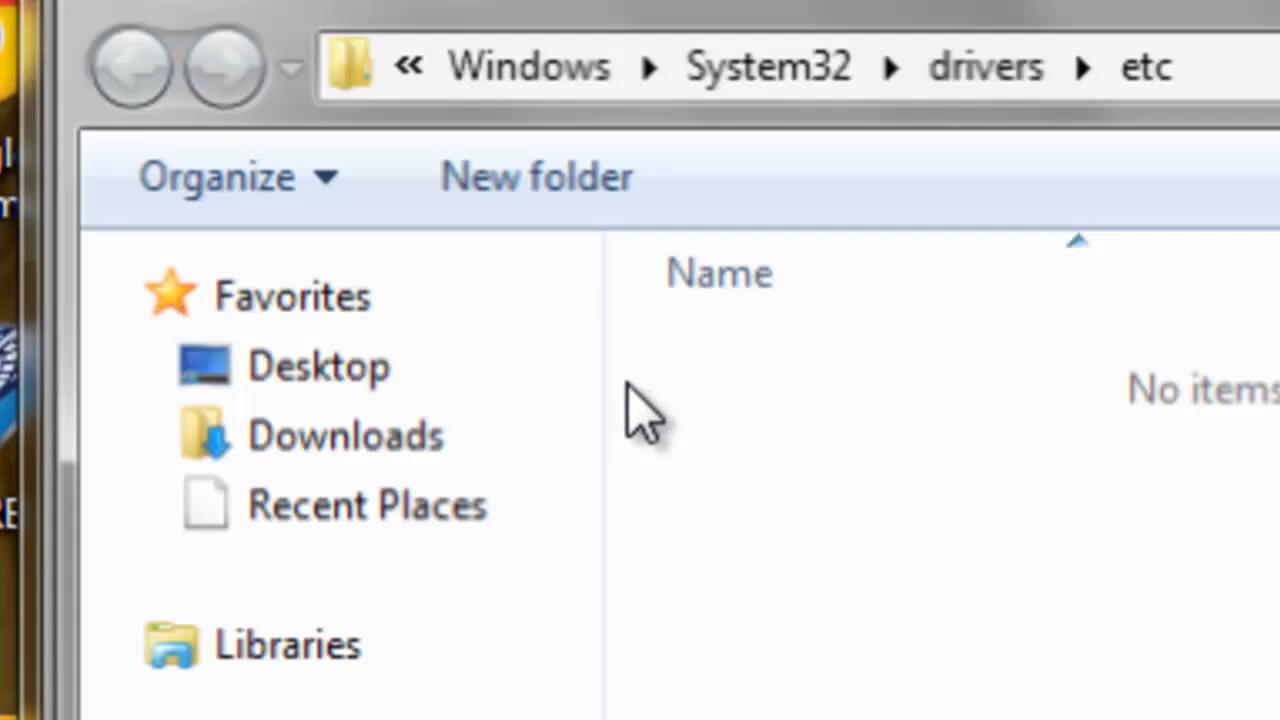 « Windows ▸ System32 ▸ drivers ▸ etc
Organize ▾ New folder
Favorites
Desktop
Downloads
Recent Places
Libraries
Name
No items